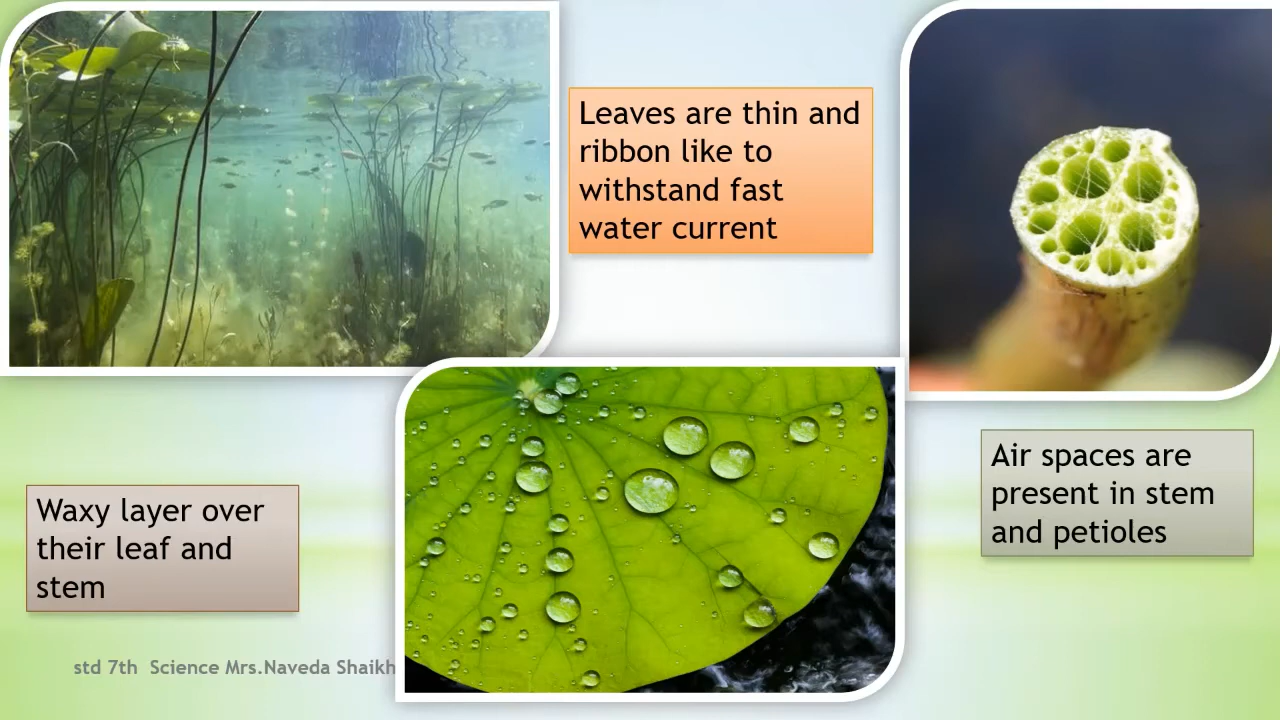 Leaves are thin and
ribbon like to
withstand fast
water current
Air spaces are
present in stem
and petioles
Waxy layer over
their leaf and
stem
std 7th Science Mrs.Naveda Shaikh